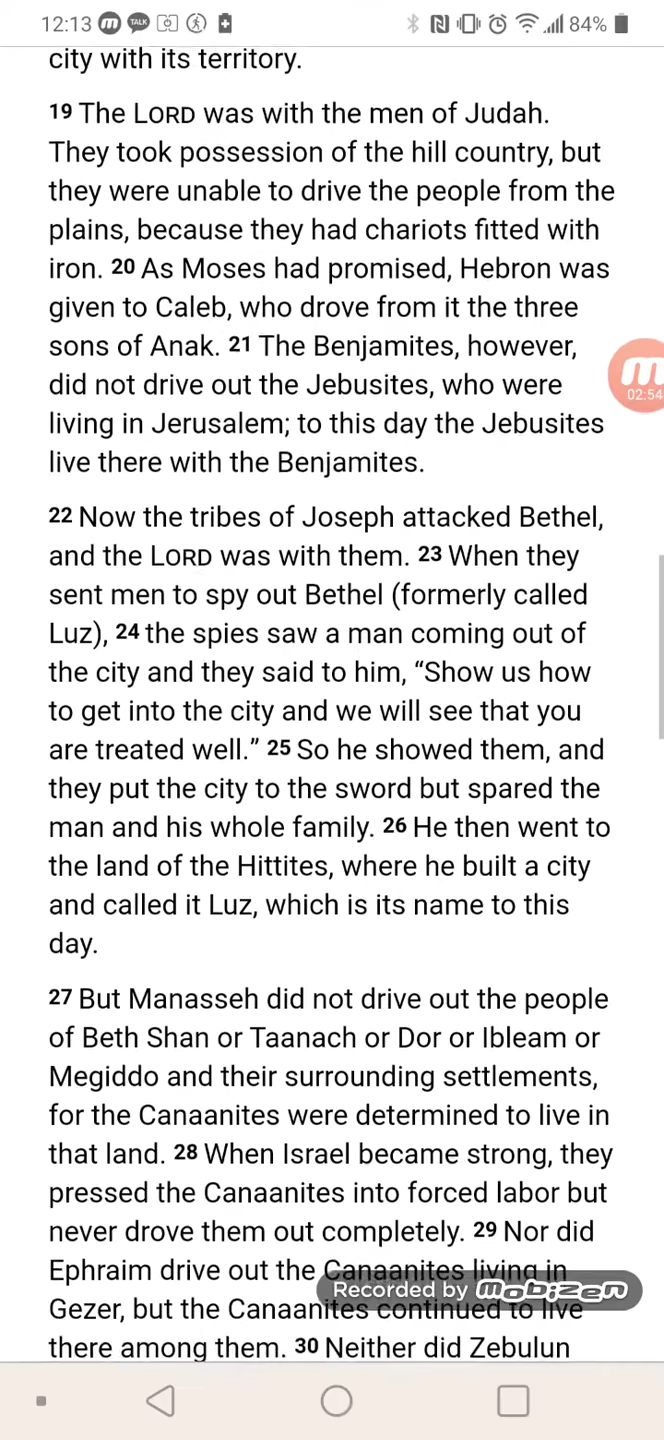 12:13 m TALK 84%
city with its territory.
19 The LORD was with the men of Judah.
They took possession of the hill country, but
they were unable to drive the people from the
plains, because they had chariots fitted with
iron. 20 As Moses had promised, Hebron was
given to Caleb, who drove from it the three
sons of Anak. 21 The Benjamites, however,
did not drive out the Jebusites, who were
living in Jerusalem; to this day the Jebusites
live there with the Benjamites.
m
02:54
22 Now the tribes of Joseph attacked Bethel,
and the LORD was with them. 23 When they
sent men to spy out Bethel (formerly called
Luz), 24 the spies saw a man coming out of
the city and they said to him, “Show us how
to get into the city and we will see that you
are treated well.” 25 So he showed them, and
they put the city to the sword but spared the
man and his whole family. 26 He then went to
the land of the Hittites, where he built a city
and called it Luz, which is its name to this
day.
27 But Manasseh did not drive out the people
of Beth Shan or Taanach or Dor or Ibleam or
Megiddo and their surrounding settlements,
for the Canaanites were determined to live in
that land. 28 When Israel became strong, they
pressed the Canaanites into forced labor but
never drove them out completely. 29 Nor did
Ephraim drive out the Canaanites living in
Recorded by mobizen
Gezer, but the Canaanites continued to live
there among them. 30 Neither did Zebulun